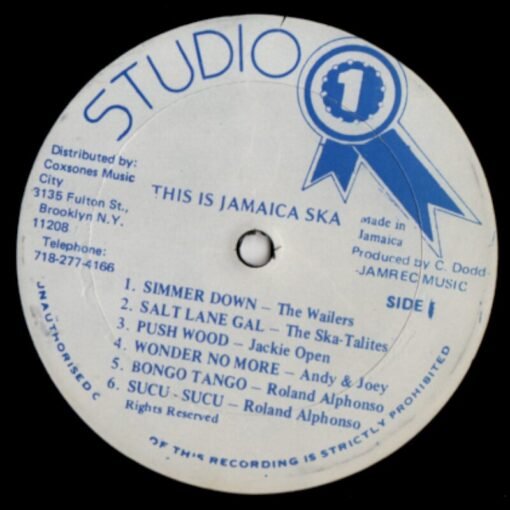 STUDIO 1
Distributed by:
Coxsones Music
City
3135 Fulton St.,
Brooklyn N.Y.
11208
Telephone:
718-277-4166
THIS IS JAMAICA SKA
Made in
Jamaica
Produced by C. Dodd
JAMREC MUSIC
SIDE 1
1. SIMMER DOWN – The Wailers
2. SALT LANE GAL – The Ska-Talites
3. PUSH WOOD – Jackie Open
4. WONDER NO MORE – Andy & Joey
5. BONGO TANGO – Roland Alphonso
6. SUCU - SUCU – Roland Alphonso
Rights Reserved
UNAUTHORISED C
OF THIS RECORDING IS STRICTLY PROHIBITED